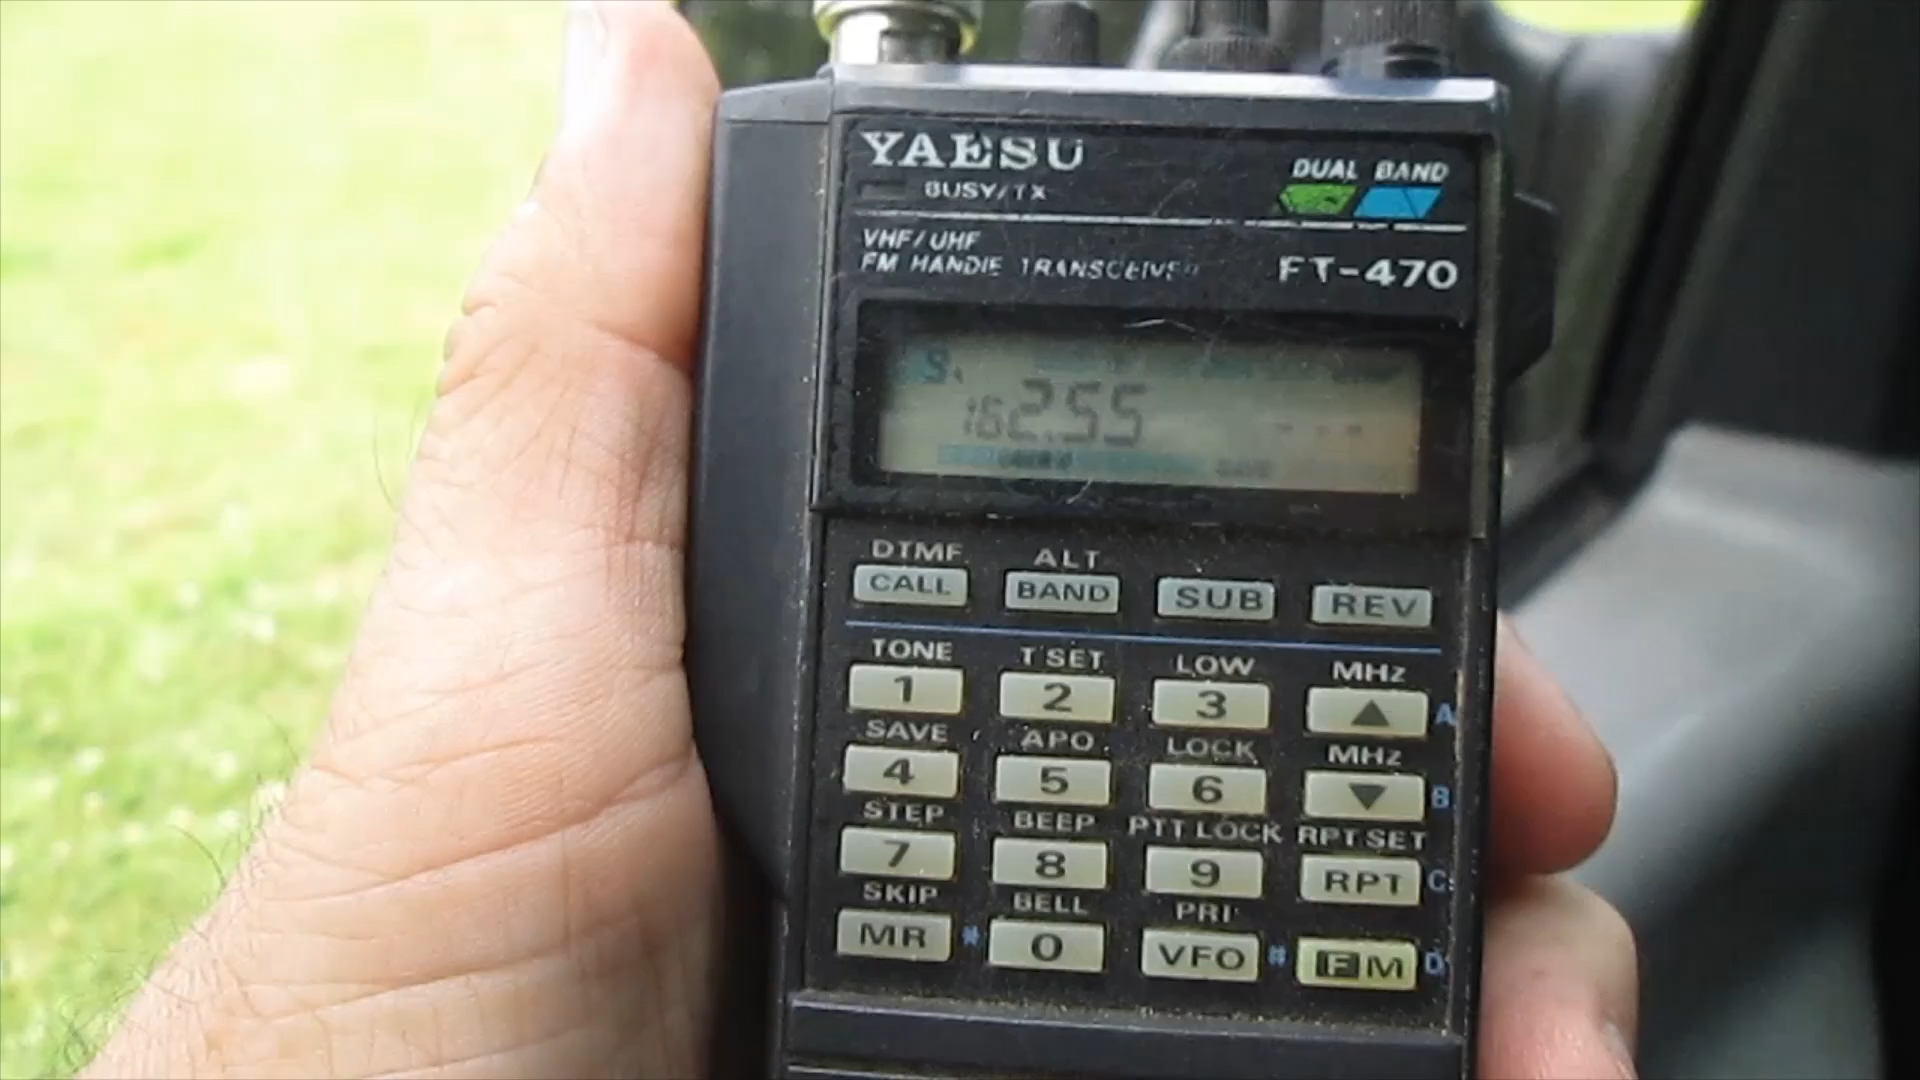 YAESU
DUAL BAND
BUSY/TX
VHF/UHF
FM HANDIE TRANSCEIVER
FT-470
162.55
- - -
DTMF ALT
CALL BAND SUB REV
TONE T SET LOW MHz
1 2 3 ▲ A
SAVE APO LOCK MHz
4 5 6 ▼ B
STEP BEEP PTT LOCK RPT SET
7 8 9 RPT C
SKIP BELL PRI
MR * 0 VFO # F M D